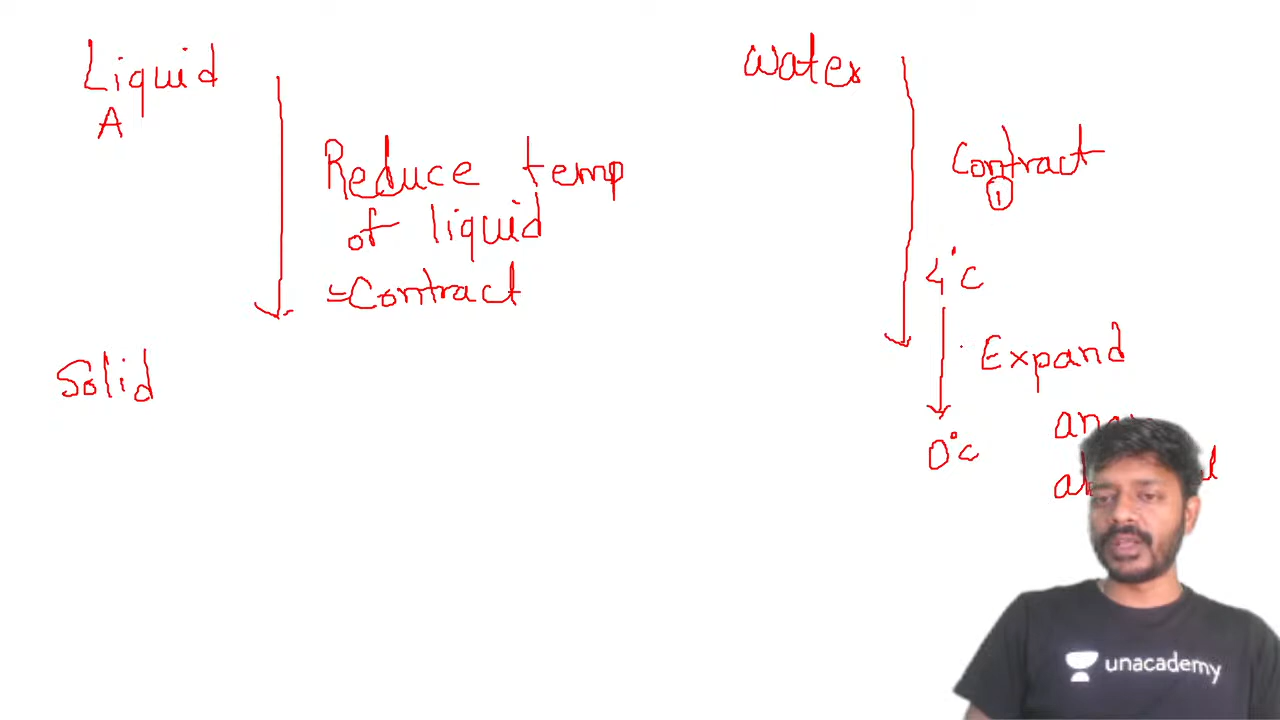 Liquid
A
Reduce temp
of liquid
=Contract
Solid
water
Contract
1
4°C
Expand
0°C
unacademy